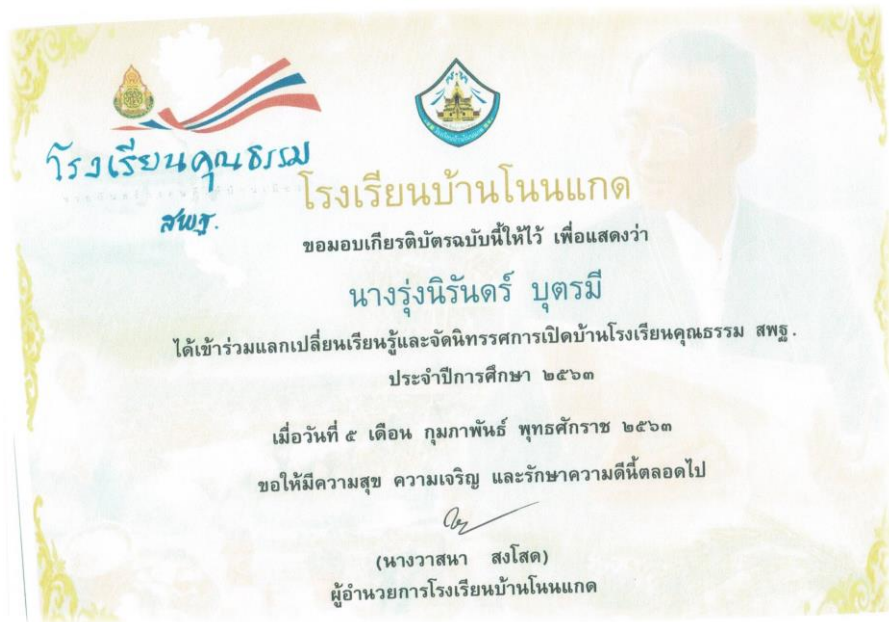 โรงเรียนคุณธรรม
สพฐ.
โรงเรียนบ้านโนนแกด
ขอมอบเกียรติบัตรฉบับนี้ให้ไว้ เพื่อแสดงว่า
นางรุ่งนิรันดร์ บุตรมี
ได้เข้าร่วมแลกเปลี่ยนเรียนรู้และจัดนิทรรศการเปิดบ้านโรงเรียนคุณธรรม สพฐ.
ประจำปีการศึกษา ๒๕๖๓
เมื่อวันที่ ๕ เดือน กุมภาพันธ์ พุทธศักราช ๒๕๖๓
ขอให้มีความสุข ความเจริญ และรักษาความดีนี้ตลอดไป
(นางวาสนา สงโสด)
ผู้อำนวยการโรงเรียนบ้านโนนแกด